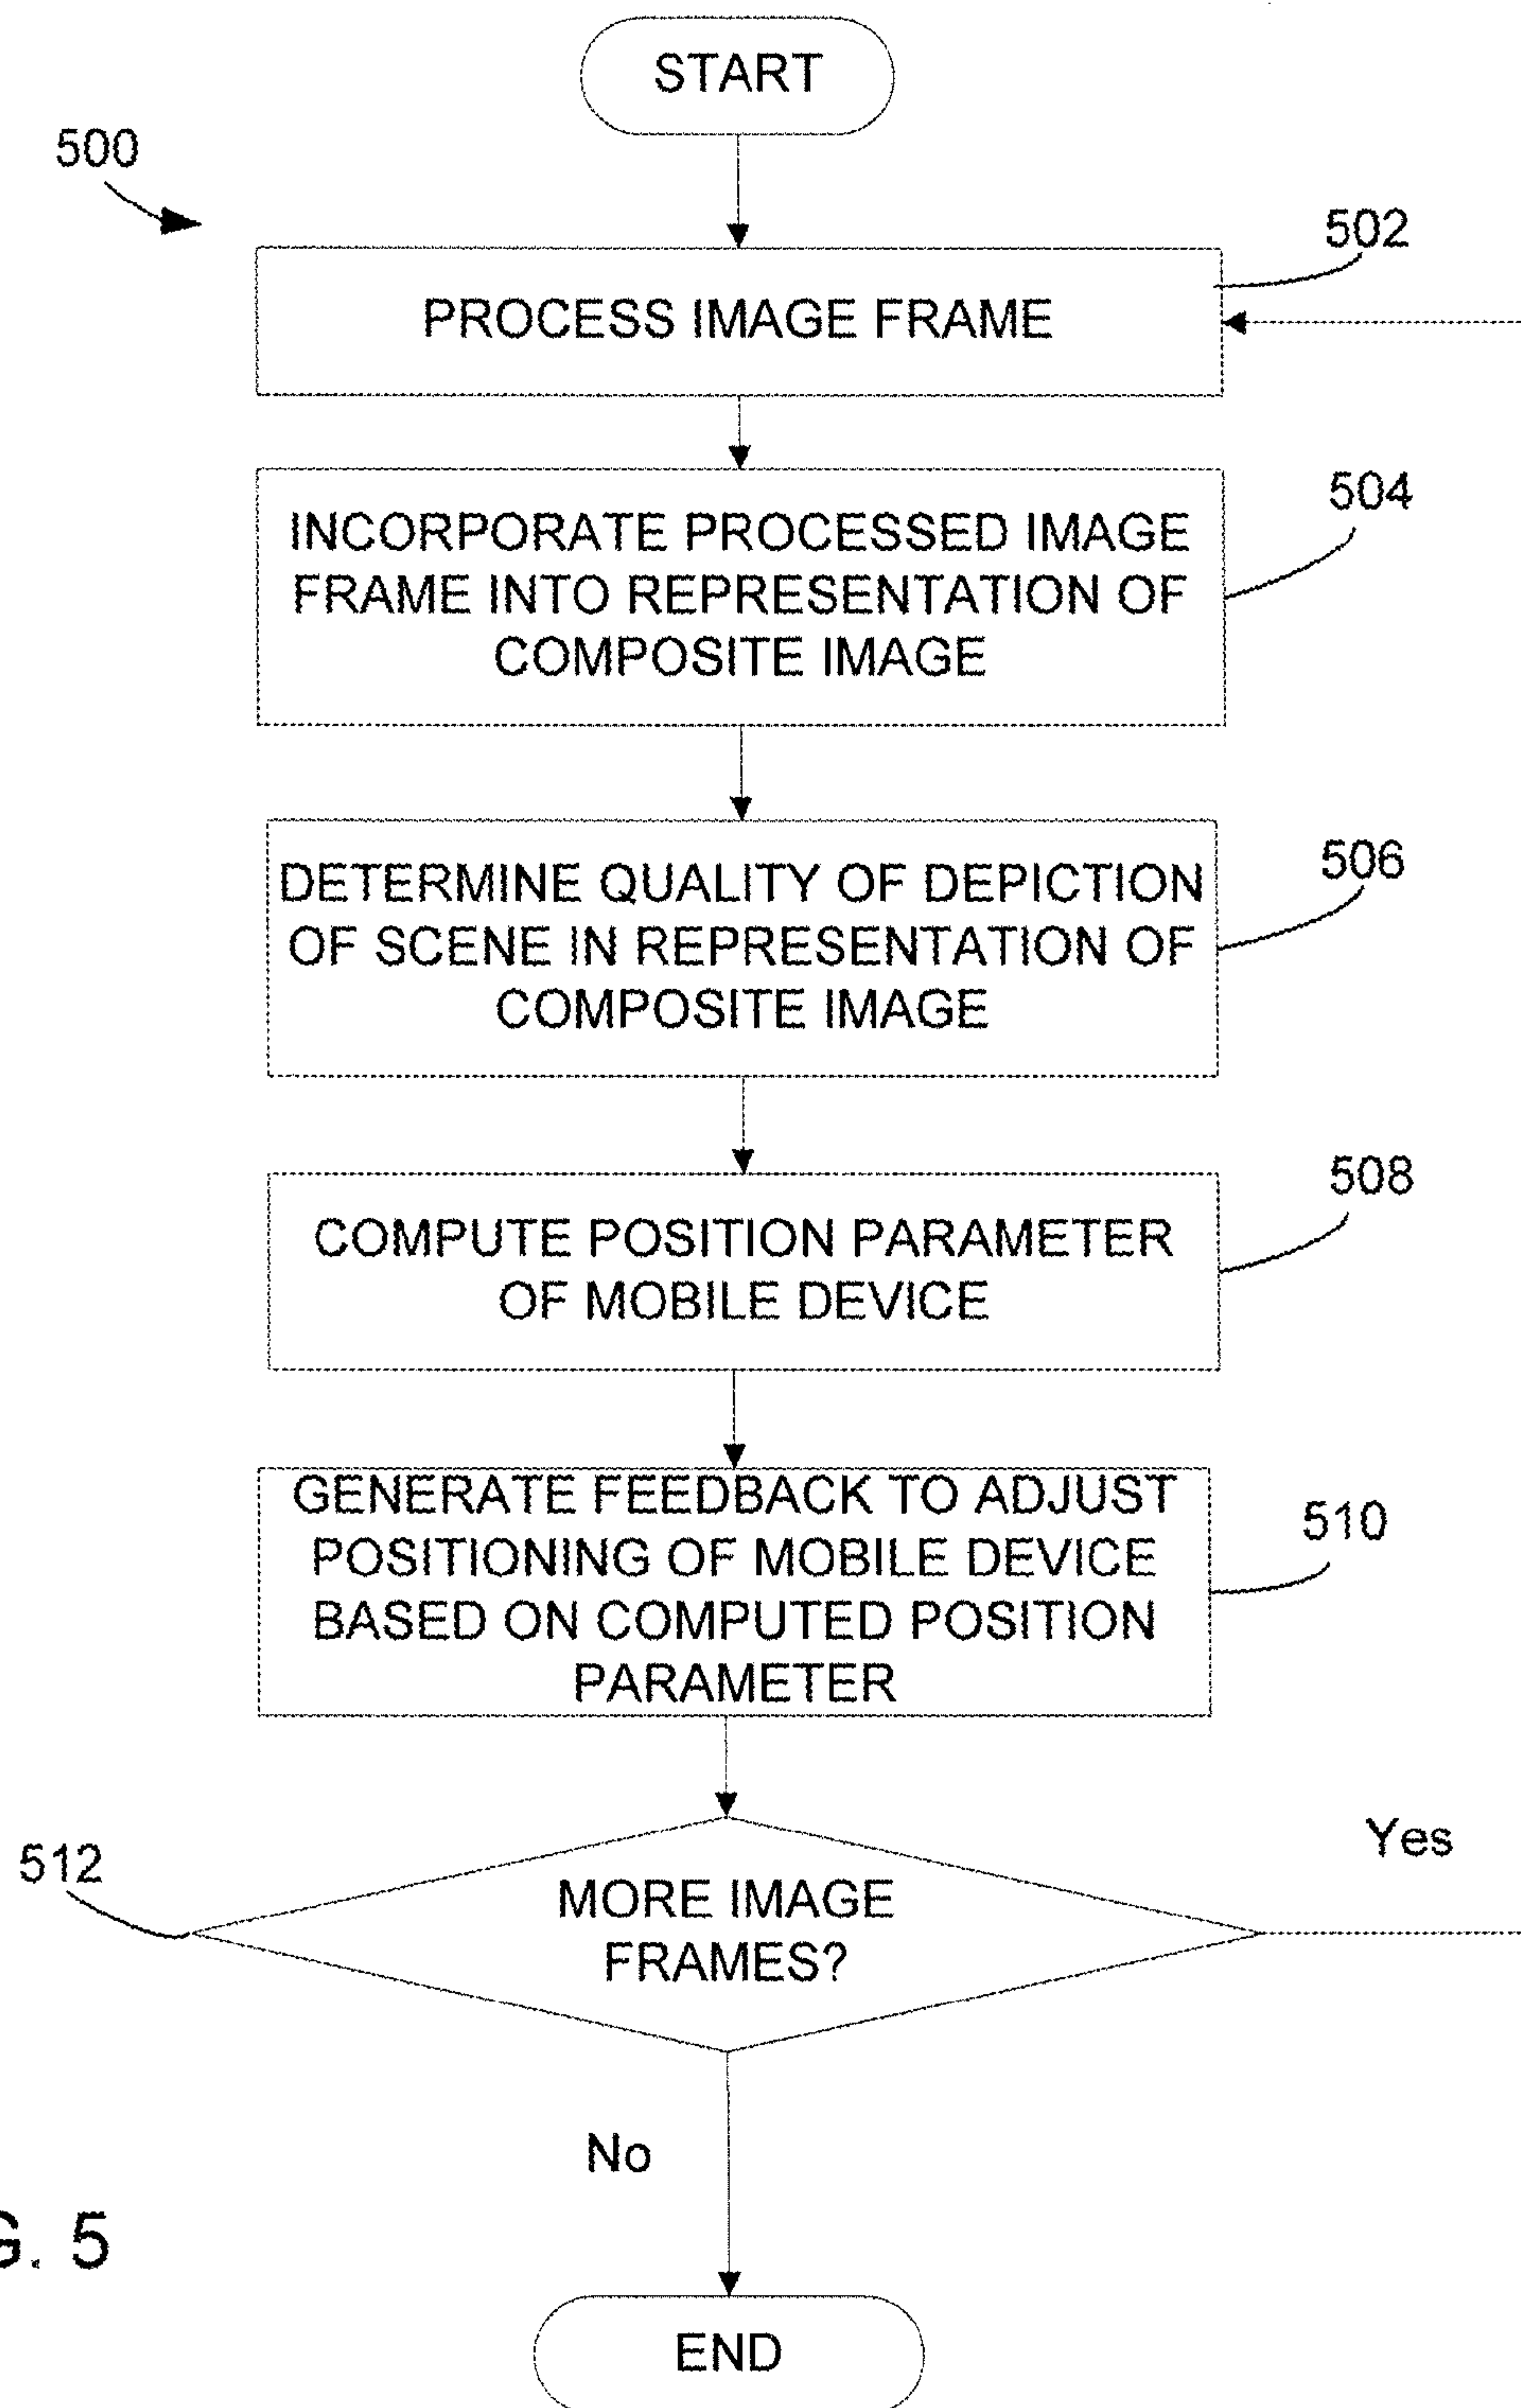 START
500
502
PROCESS IMAGE FRAME
504
INCORPORATE PROCESSED IMAGE
FRAME INTO REPRESENTATION OF
COMPOSITE IMAGE
506
DETERMINE QUALITY OF DEPICTION
OF SCENE IN REPRESENTATION OF
COMPOSITE IMAGE
508
COMPUTE POSITION PARAMETER
OF MOBILE DEVICE
510
GENERATE FEEDBACK TO ADJUST
POSITIONING OF MOBILE DEVICE
BASED ON COMPUTED POSITION
PARAMETER
512
Yes
MORE IMAGE
FRAMES?
No
G. 5
END